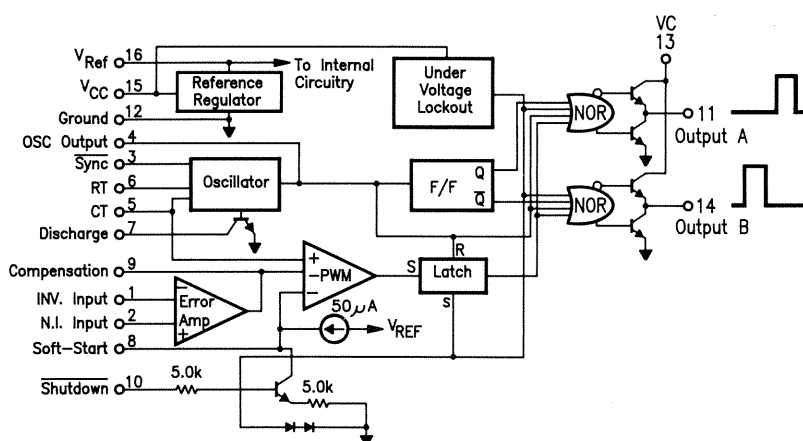 VRef 16
To Internal Circuitry
VCC 15
Reference Regulator
Under Voltage Lockout
VC 13
Ground 12
OSC Output 4
Sync 3
RT 6
CT 5
Discharge 7
Oscillator
F/F
Q
Q
NOR
11
Output A
NOR
14
Output B
Compensation 9
INV. Input 1
N.I. Input 2
Soft-Start 8
Shutdown 10
−
Error Amp
+
+
−PWM
−
S
R
Latch
s
50μA
VREF
5.0k
5.0k